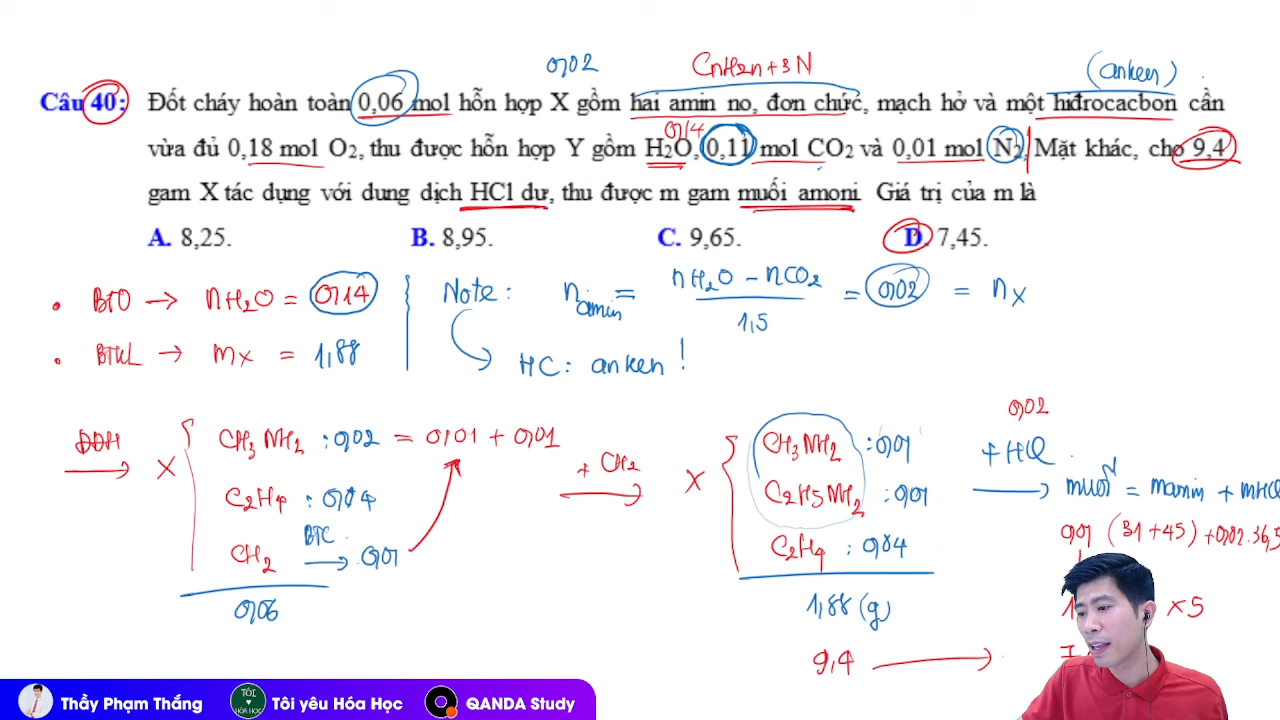 0,02 CnH2n+3N (anken)
Câu 40: Đốt cháy hoàn toàn 0,06 mol hỗn hợp X gồm hai amin no, đơn chức, mạch hở và một hiđrocacbon cần
0,14
vừa đủ 0,18 mol O2, thu được hỗn hợp Y gồm H2O, 0,11 mol CO2 và 0,01 mol N2. Mặt khác, cho 9,4
gam X tác dụng với dung dịch HCl dư, thu được m gam muối amoni. Giá trị của m là
A. 8,25. B. 8,95. C. 9,65. D. 7,45.
• BTO → nH2O = 0,14
Note: n amin = (nH2O - nCO2)/1,5 = 0,02 = nX
• BTKL → mX = 1,88
HC: anken!
ĐĐH → X
CH3NH2 : 0,02 = 0,01 + 0,01
C2H4 : 0,04
CH2 BTC → 0,01
0,06
+ CH2 → X
CH3NH2 : 0,01
C2H5NH2 : 0,01
C2H4 : 0,04
1,88 (g)
9,4 →
0,02
+ HCl →
muối = mamin + mHCl
0,01 (31+45) + 0,02.36,5
x5
Thầy Phạm Thắng
TÔI YÊU HÓA HỌC
Tôi yêu Hóa Học
QANDA Study